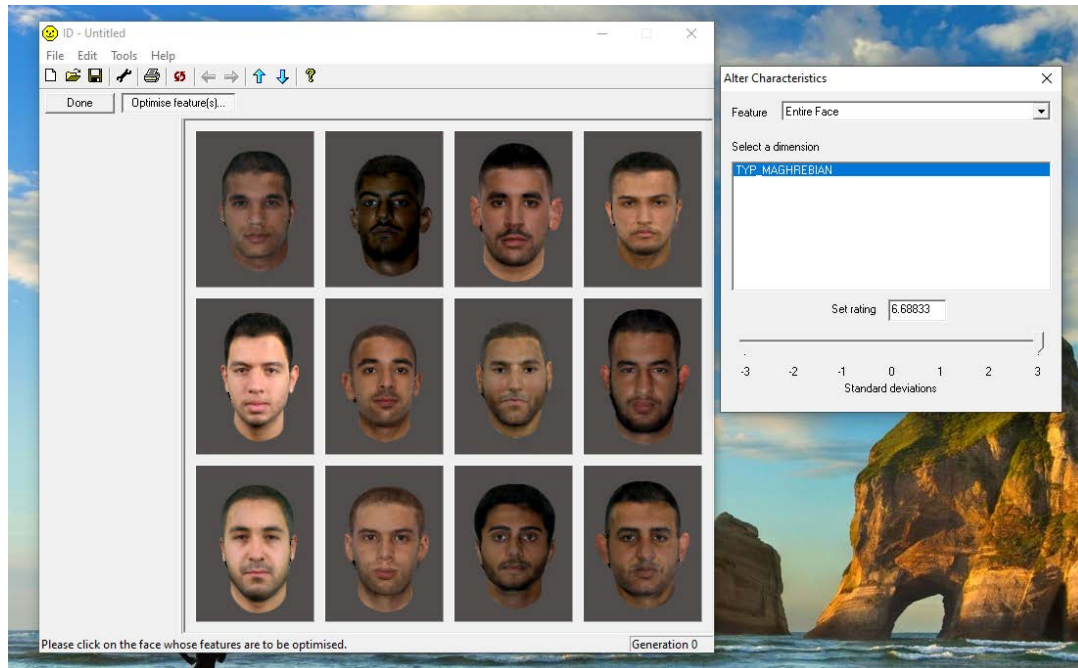 ID - Untitled
File Edit Tools Help
Done Optimise feature(s)...
Please click on the face whose features are to be optimised.
Generation 0
Alter Characteristics
Feature Entire Face
Select a dimension
TYP_MAGHREBIAN
Set rating 6.68833
-3 -2 -1 0 1 2 3
Standard deviations